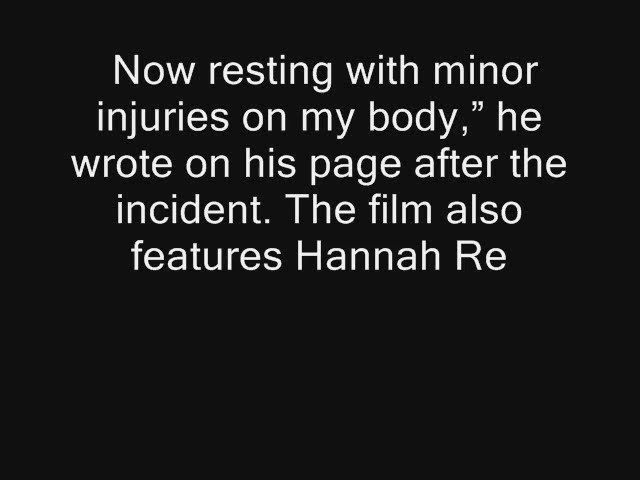 Now resting with minor
injuries on my body,” he
wrote on his page after the
incident. The film also
features Hannah Re